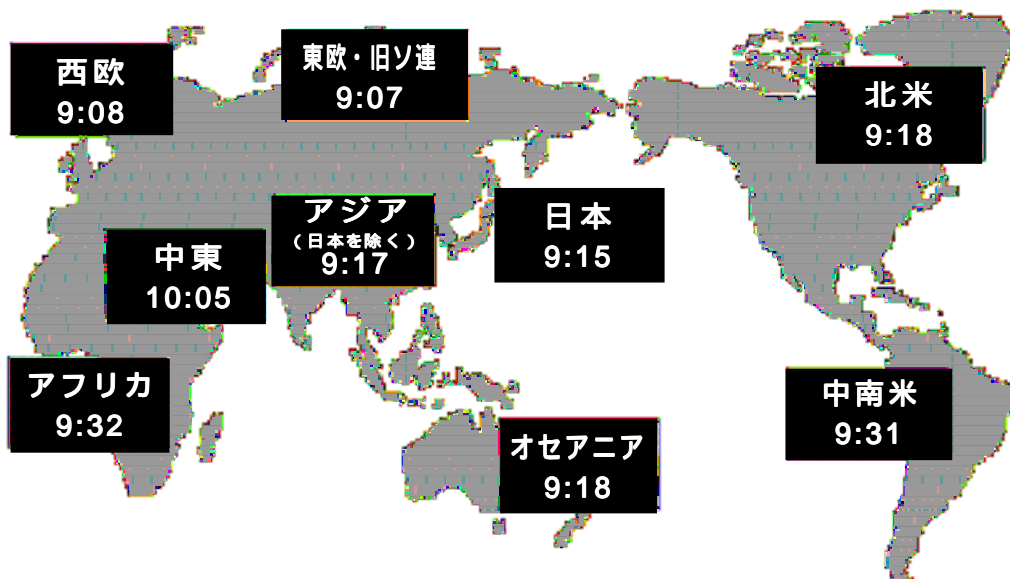 西欧
9:08
東欧・旧ソ連
9:07
北米
9:18
アジア
(日本を除く)
9:17
日本
9:15
中東
10:05
アフリカ
9:32
中南米
9:31
オセアニア
9:18